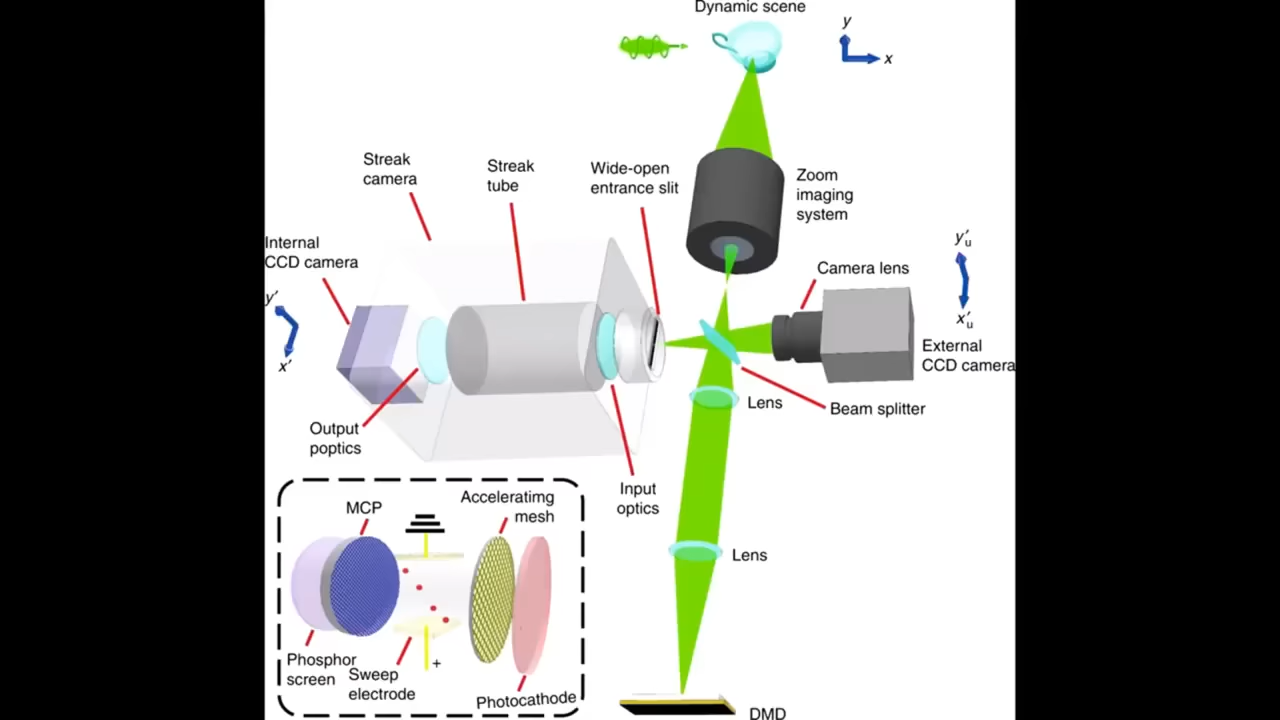 Dynamic scene
y
x
Streak
camera
Streak
tube
Wide-open
entrance slit
Zoom
imaging
system
Internal
CCD camera
y′
x′
Camera lens
y′u
x′u
External
CCD camera
Beam splitter
Lens
Output
poptics
Input
optics
Lens
MCP
Acceleratimg
mesh
+
Phosphor
screen
Sweep
electrode
Photocathode
DMD